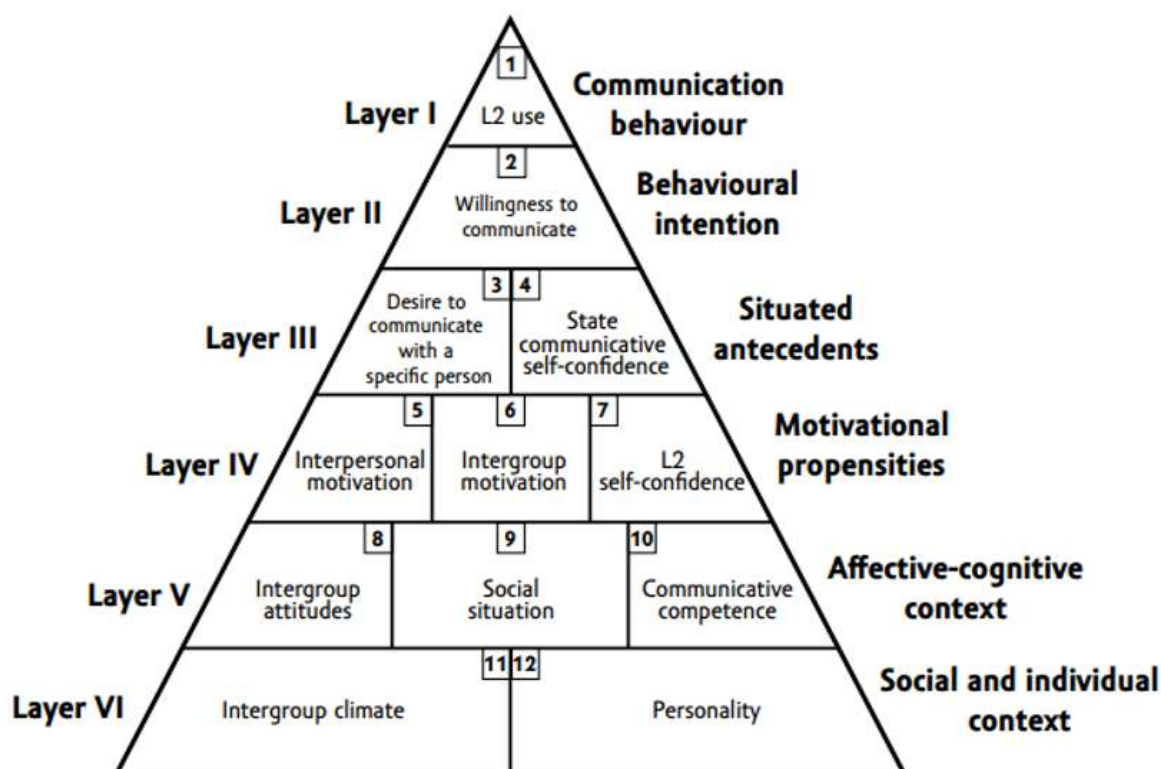 1
Layer I
L2 use
Communication
behaviour
2
Layer II
Willingness to
communicate
Behavioural
intention
3 4
Layer III
Desire to
communicate
with a
specific person
State
communicative
self-confidence
Situated
antecedents
5 6 7
Layer IV
Interpersonal
motivation
Intergroup
motivation
L2
self-confidence
Motivational
propensities
8 9 10
Layer V
Intergroup
attitudes
Social
situation
Communicative
competence
Affective-cognitive
context
11 12
Layer VI
Intergroup climate
Personality
Social and individual
context